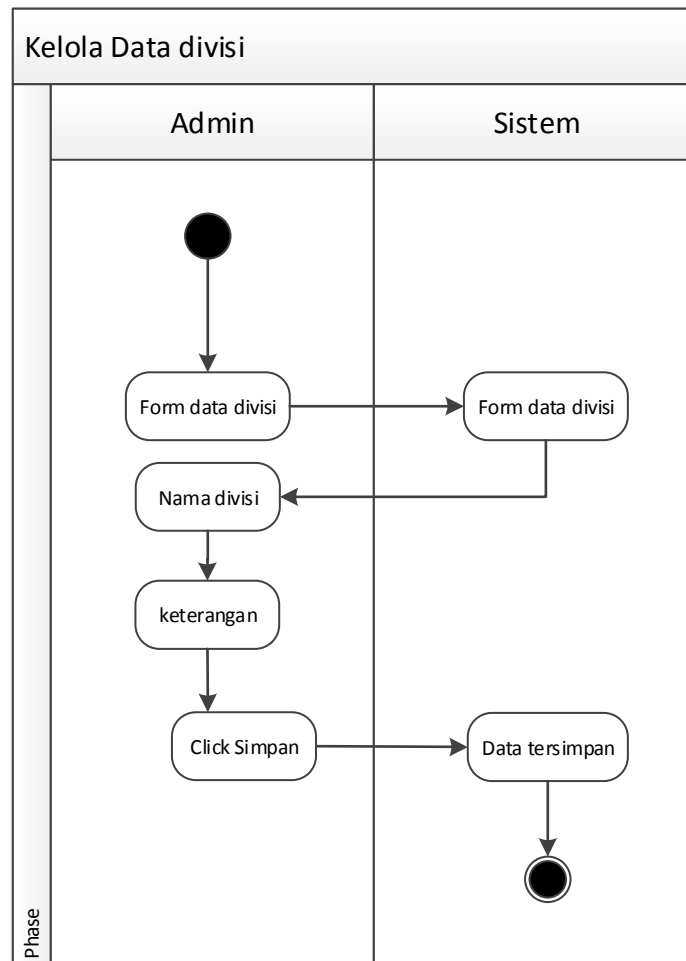 Kelola Data divisi
Admin
Sistem
Form data divisi
Form data divisi
Nama divisi
keterangan
Click Simpan
Data tersimpan
Phase